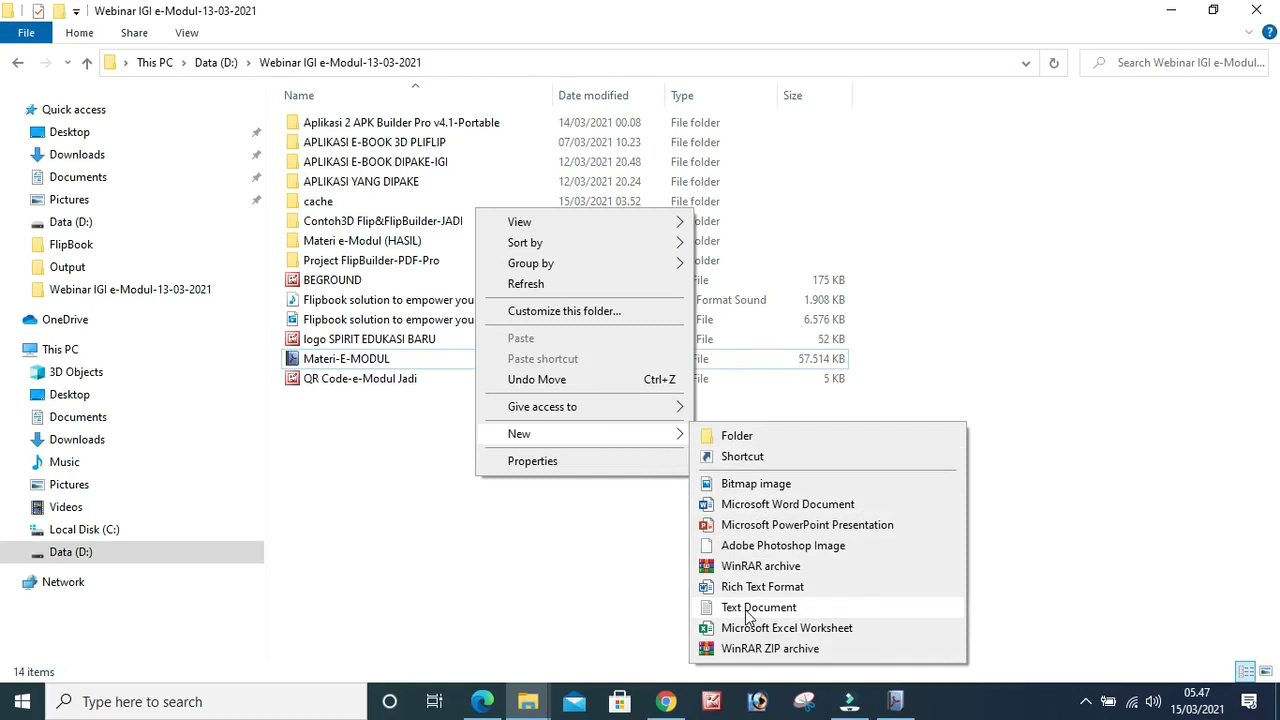 Webinar IGI e-Modul-13-03-2021
File Home Share View
This PC Data (D:) Webinar IGI e-Modul-13-03-2021 Search Webinar IGI e-Modul...
Name Date modified Type Size
Quick access
Desktop
Downloads
Documents
Pictures
Data (D:)
FlipBook
Output
Webinar IGI e-Modul-13-03-2021
OneDrive
This PC
3D Objects
Desktop
Documents
Downloads
Music
Pictures
Videos
Local Disk (C:)
Data (D:)
Network
Aplikasi 2 APK Builder Pro v4.1-Portable 14/03/2021 00.08 File folder
APLIKASI E-BOOK 3D PLIFLIP 07/03/2021 10.23 File folder
APLIKASI E-BOOK DIPAKE-IGI 12/03/2021 20.48 File folder
APLIKASI YANG DIPAKE 12/03/2021 20.24 File folder
cache 15/03/2021 03.52 File folder
Contoh3D Flip&FlipBuilder-JADI older
Materi e-Modul (HASIL) older
Project FlipBuilder-PDF-Pro older
BEGROUND File 175 KB
Flipbook solution to empower you Format Sound 1.908 KB
Flipbook solution to empower you File 6.576 KB
logo SPIRIT EDUKASI BARU File 52 KB
Materi-E-MODUL File 57.514 KB
QR Code-e-Modul Jadi File 5 KB
View
Sort by
Group by
Refresh
Customize this folder...
Paste
Paste shortcut
Undo Move Ctrl+Z
Give access to
New
Properties
Folder
Shortcut
Bitmap image
Microsoft Word Document
Microsoft PowerPoint Presentation
Adobe Photoshop Image
WinRAR archive
Rich Text Format
Text Document
Microsoft Excel Worksheet
WinRAR ZIP archive
14 items
Type here to search
05.47
15/03/2021